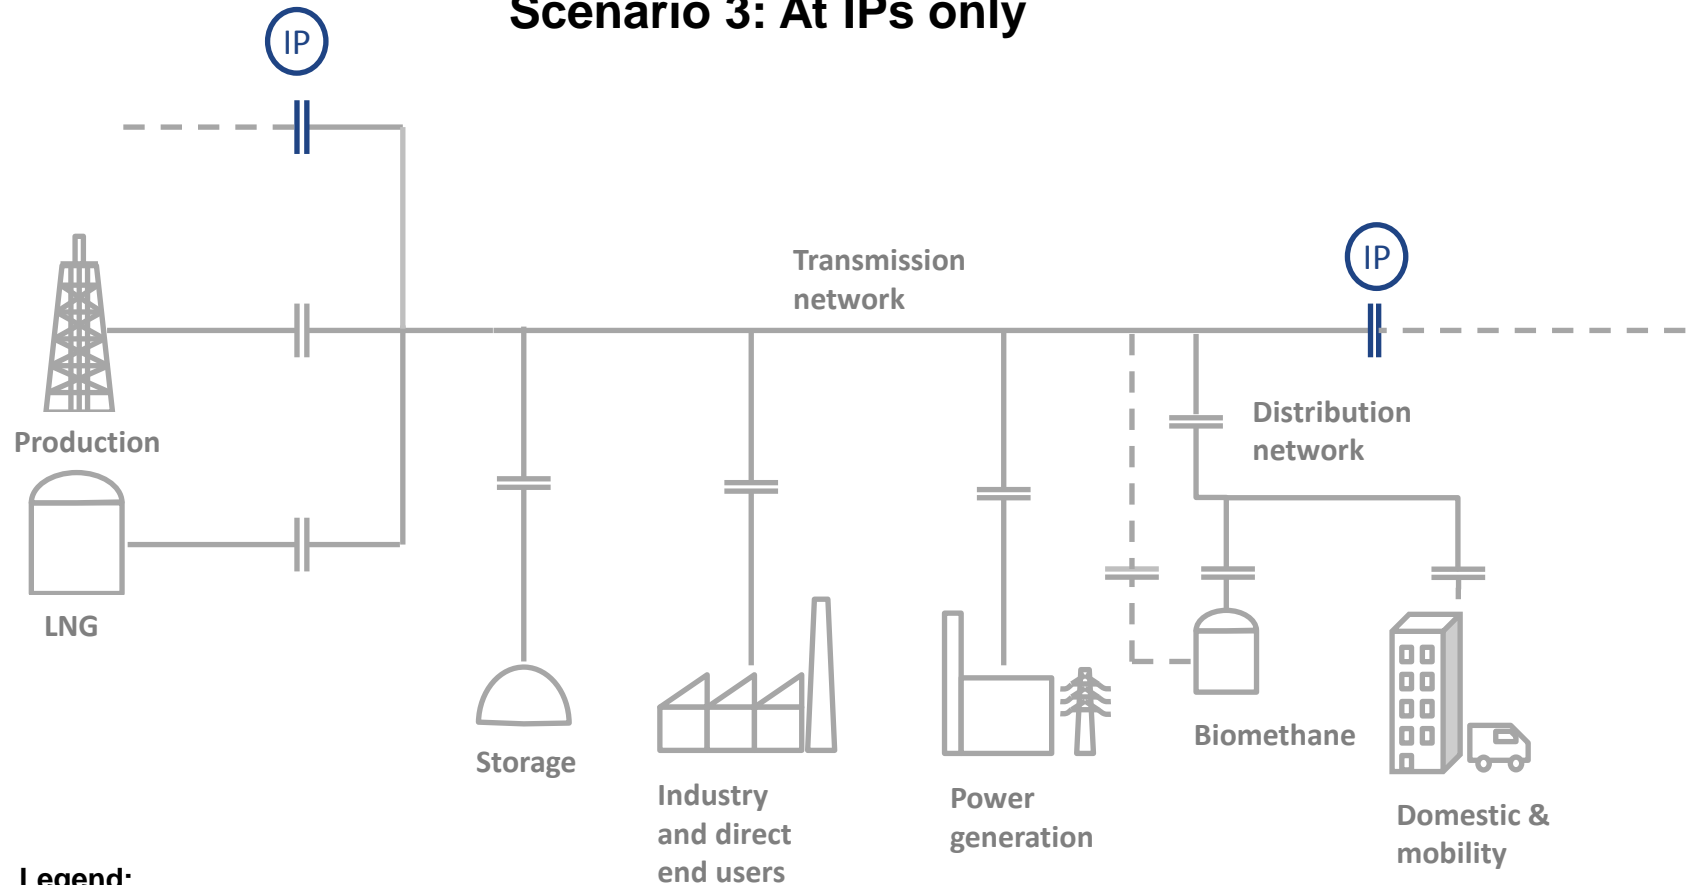 Scenario 3: At IPs only
IP
IP
Transmission
network
Production
Distribution
network
LNG
Storage
Biomethane
Industry
and direct
end users
Power
generation
Domestic &
mobility
Legend: